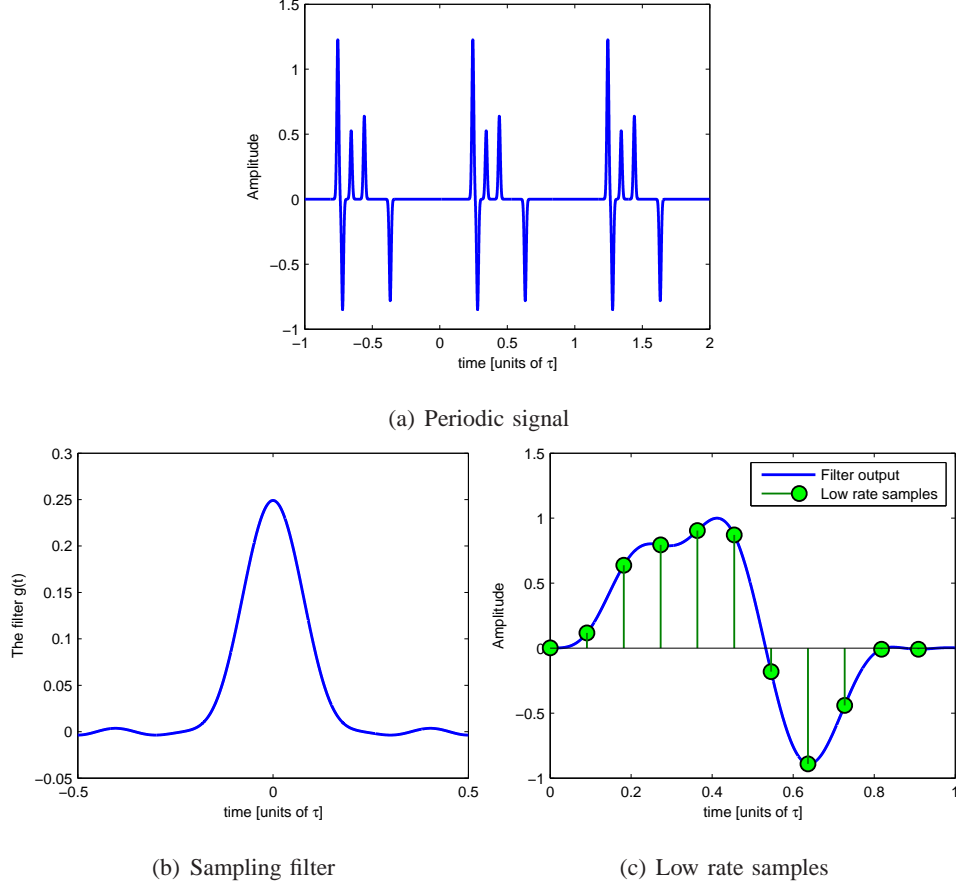 1.5
1
0.5
0
−0.5
−1
Amplitude
−1 −0.5 0 0.5 1 1.5 2
time [units of τ]
(a) Periodic signal
0.3
0.25
0.2
0.15
0.1
0.05
0
−0.05
The filter g(t)
−0.5 0 0.5
time [units of τ]
(b) Sampling filter
1.5
1
0.5
0
−0.5
−1
Amplitude
Filter output
Low rate samples
0 0.2 0.4 0.6 0.8 1
time [units of τ]
(c) Low rate samples